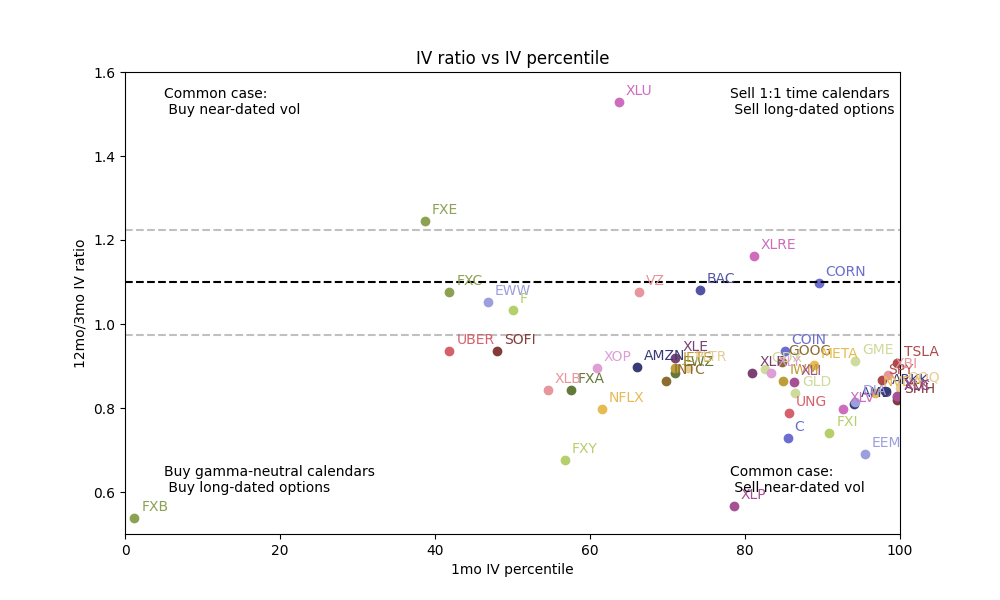 IV ratio vs IV percentile
1.6
Common case:
Buy near-dated vol
Sell 1:1 time calendars
Sell long-dated options
XLU
1.4
FXE
1.2
XLRE
CORN
FXC
EWW
F
VZ
BAC
12mo/3mo IV ratio
1.0
UBER
SOFI
XLE
COIN
GOOG
META
GME
TSLA
XOP
AMZN
XBI
SPY
XLB
FXA
INTC
EWZ
XLI
GLD
SMH
0.8
NFLX
UNG
XLV
C
FXI
FXY
EEM
Buy gamma-neutral calendars
Buy long-dated options
Common case:
Sell near-dated vol
XLP
0.6
FXB
0
20
40
60
80
100
1mo IV percentile